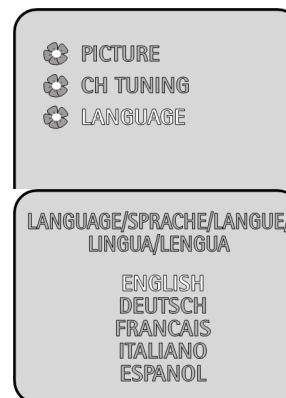 PICTURE
CH TUNING
LANGUAGE
LANGUAGE/SPRACHE/LANGUE/
LINGUA/LENGUA
ENGLISH
DEUTSCH
FRANCAIS
ITALIANO
ESPANOL